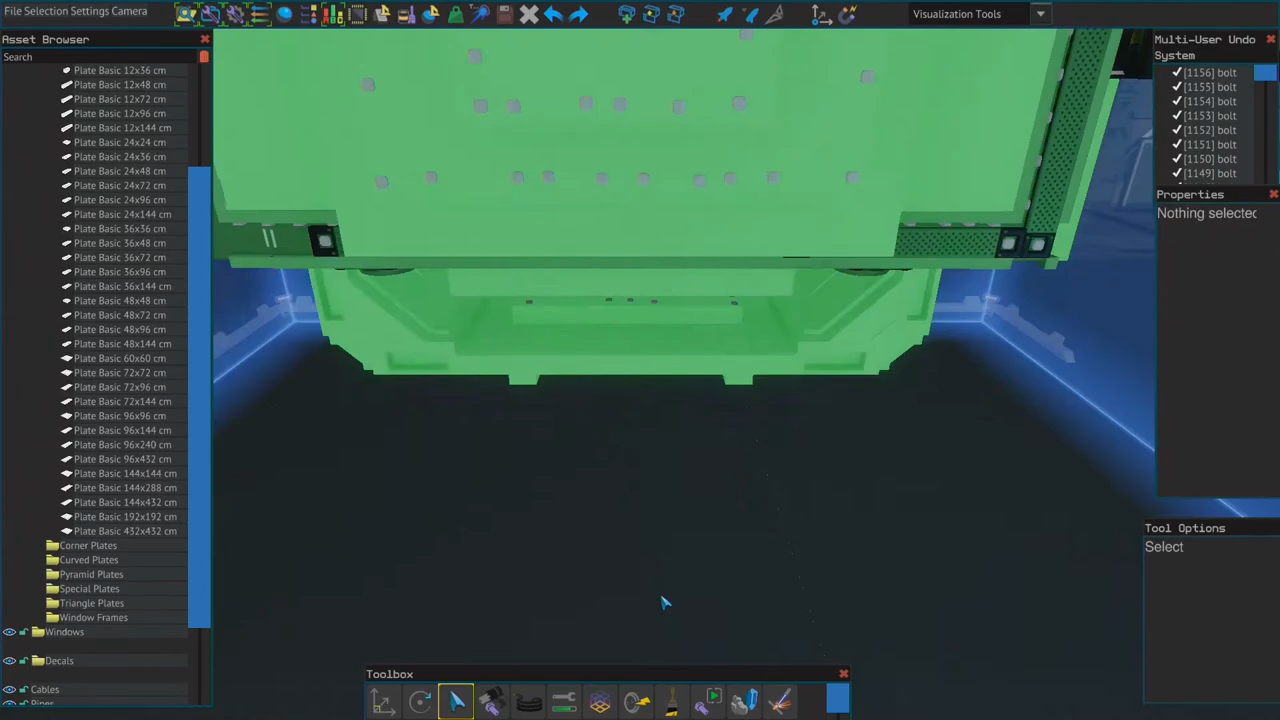 File Selection Settings Camera
Visualization Tools
Asset Browser
Search
Plate Basic 12x36 cm
Plate Basic 12x48 cm
Plate Basic 12x72 cm
Plate Basic 12x96 cm
Plate Basic 12x144 cm
Plate Basic 24x24 cm
Plate Basic 24x36 cm
Plate Basic 24x48 cm
Plate Basic 24x72 cm
Plate Basic 24x96 cm
Plate Basic 24x144 cm
Plate Basic 36x36 cm
Plate Basic 36x48 cm
Plate Basic 36x72 cm
Plate Basic 36x96 cm
Plate Basic 36x144 cm
Plate Basic 48x48 cm
Plate Basic 48x72 cm
Plate Basic 48x96 cm
Plate Basic 48x144 cm
Plate Basic 60x60 cm
Plate Basic 72x72 cm
Plate Basic 72x96 cm
Plate Basic 72x144 cm
Plate Basic 96x96 cm
Plate Basic 96x144 cm
Plate Basic 96x240 cm
Plate Basic 96x432 cm
Plate Basic 144x144 cm
Plate Basic 144x288 cm
Plate Basic 144x432 cm
Plate Basic 192x192 cm
Plate Basic 432x432 cm
Corner Plates
Curved Plates
Pyramid Plates
Special Plates
Triangle Plates
Window Frames
Windows
Decals
Cables
Pipes
Multi-User Undo
System
[1156] bolt
[1155] bolt
[1154] bolt
[1153] bolt
[1152] bolt
[1151] bolt
[1150] bolt
[1149] bolt
Properties
Nothing selected
Tool Options
Select
Toolbox